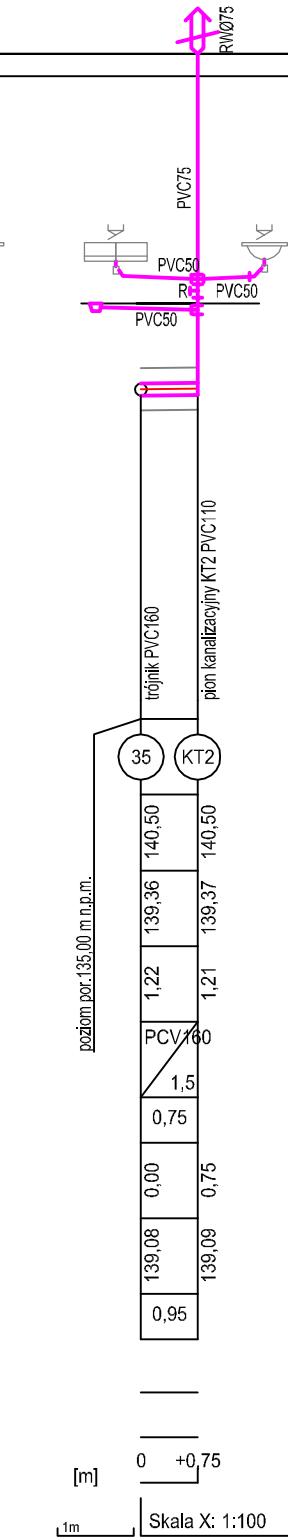 RWØ75
PVC75
PVC50
R
PVC50
PVC50
trójnik PVC160
pion kanalizacyjny KT2 PVC110
35
KT2
poziom por.135,00 m n.p.m.
140,50
140,50
139,36
139,37
1,22
1,21
PCV160
1,5
0,75
0,00
0,75
139,08
139,09
0,95
[m]
0
+0,75
1m
Skala X: 1:100